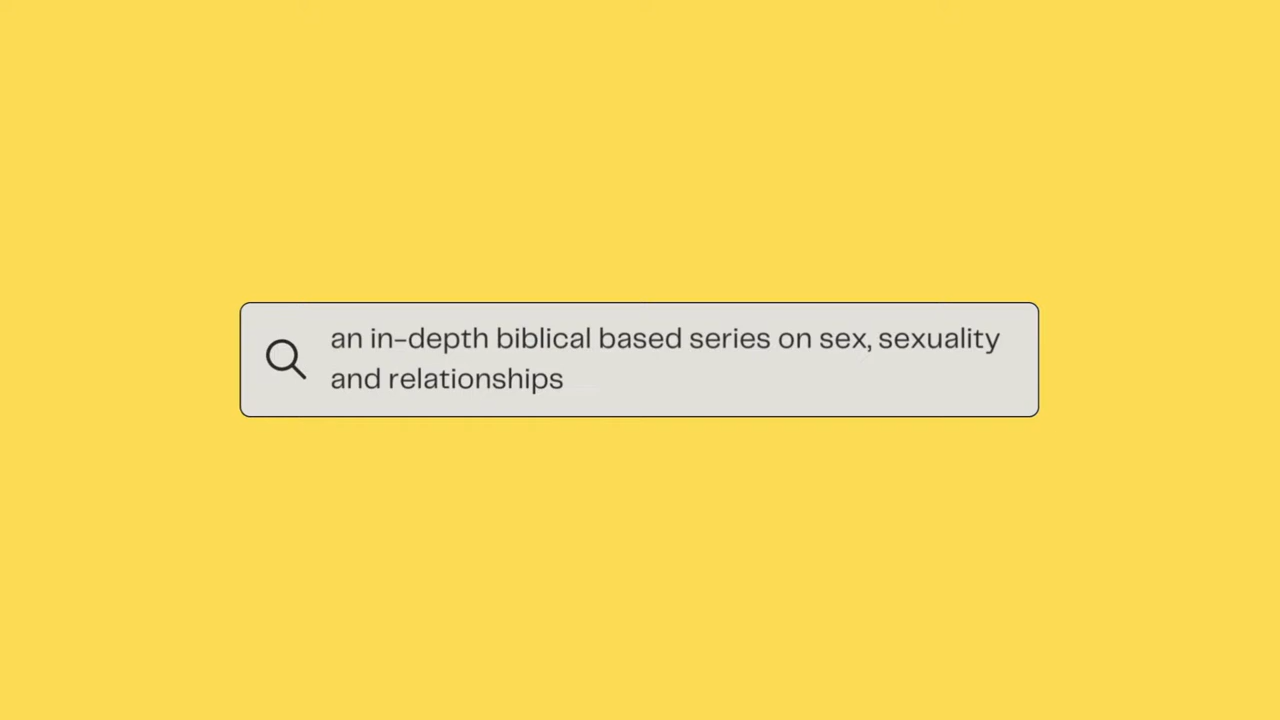 an in-depth biblical based series on sex, sexuality
and relationships